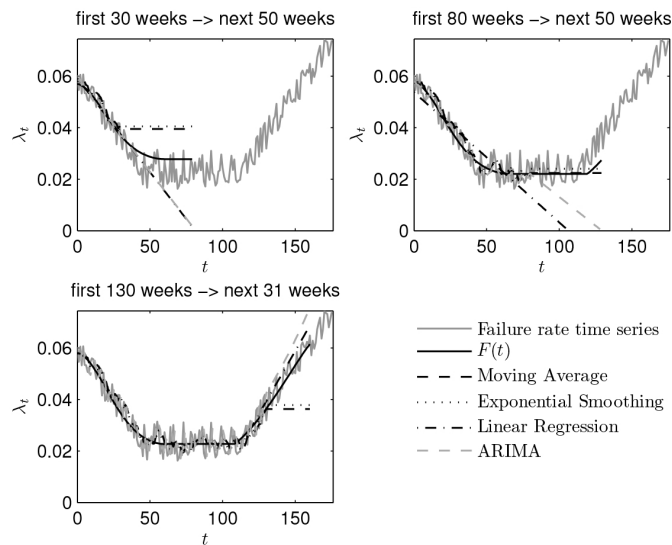 first 30 weeks −> next 50 weeks
first 80 weeks −> next 50 weeks
0.06
0.04
0.02
0
λt
0 50 100 150
t
0.06
0.04
0.02
0
λt
0 50 100 150
t
first 130 weeks −> next 31 weeks
0.06
0.04
0.02
0
λt
0 50 100 150
t
Failure rate time series
F(t)
Moving Average
Exponential Smoothing
Linear Regression
ARIMA